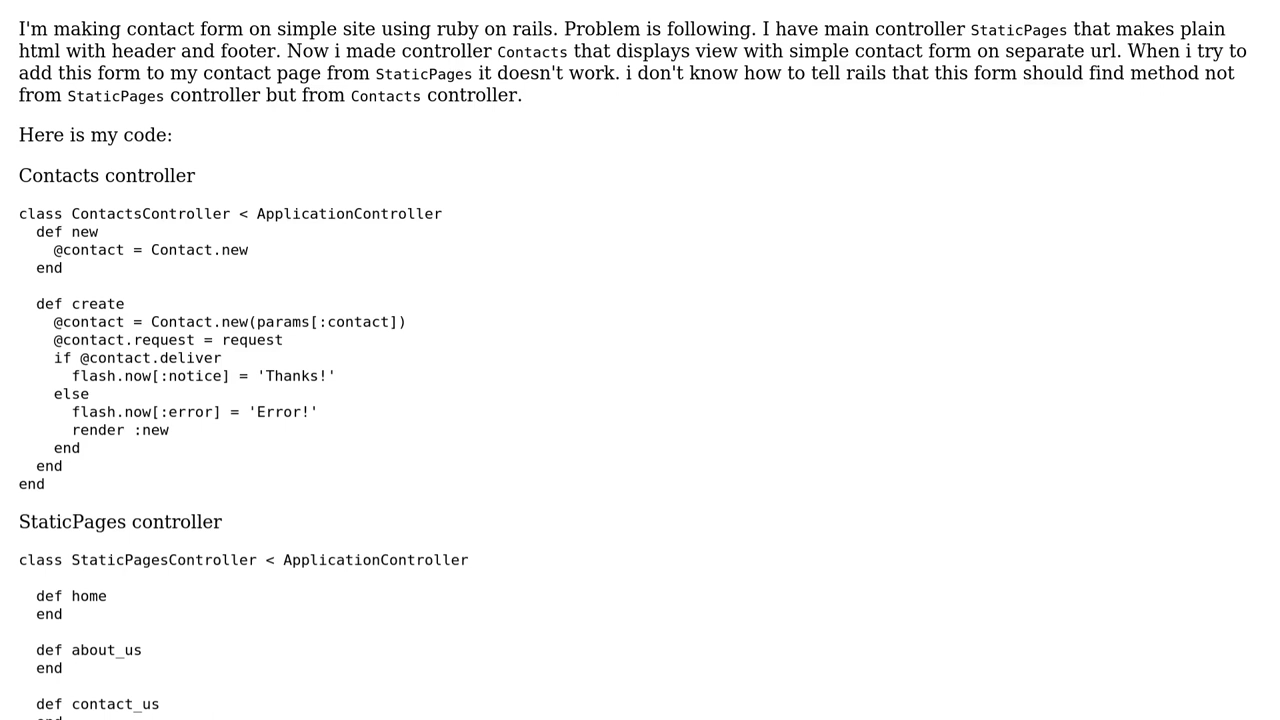 I'm making contact form on simple site using ruby on rails. Problem is following. I have main controller StaticPages that makes plain
html with header and footer. Now i made controller Contacts that displays view with simple contact form on separate url. When i try to
add this form to my contact page from StaticPages it doesn't work. i don't know how to tell rails that this form should find method not
from StaticPages controller but from Contacts controller.
Here is my code:
Contacts controller
class ContactsController < ApplicationController
  def new
    @contact = Contact.new
  end

  def create
    @contact = Contact.new(params[:contact])
    @contact.request = request
    if @contact.deliver
      flash.now[:notice] = 'Thanks!'
    else
      flash.now[:error] = 'Error!'
      render :new
    end
  end
end
StaticPages controller
class StaticPagesController < ApplicationController

  def home
  end

  def about_us
  end

  def contact_us